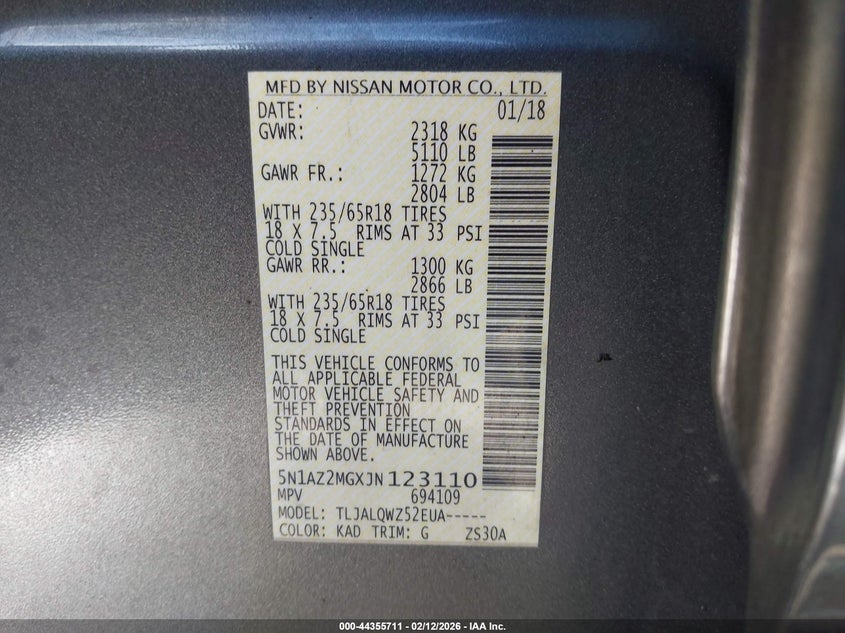 MFD BY NISSAN MOTOR CO., LTD.
DATE: 01/18
GVWR: 2318 KG
5110 LB
GAWR FR.: 1272 KG
2804 LB
WITH 235/65R18 TIRES
18 X 7.5 RIMS AT 33 PSI
COLD SINGLE
GAWR RR.: 1300 KG
2866 LB
WITH 235/65R18 TIRES
18 X 7.5 RIMS AT 33 PSI
COLD SINGLE
THIS VEHICLE CONFORMS TO
ALL APPLICABLE FEDERAL
MOTOR VEHICLE SAFETY AND
THEFT PREVENTION
STANDARDS IN EFFECT ON
THE DATE OF MANUFACTURE
SHOWN ABOVE.
5N1AZ2MGXJN123110
MPV 694109
MODEL: TLJALQWZ52EUA-----
COLOR: KAD TRIM: G ZS30A
000-44355711 - 02/12/2026 - IAA Inc.